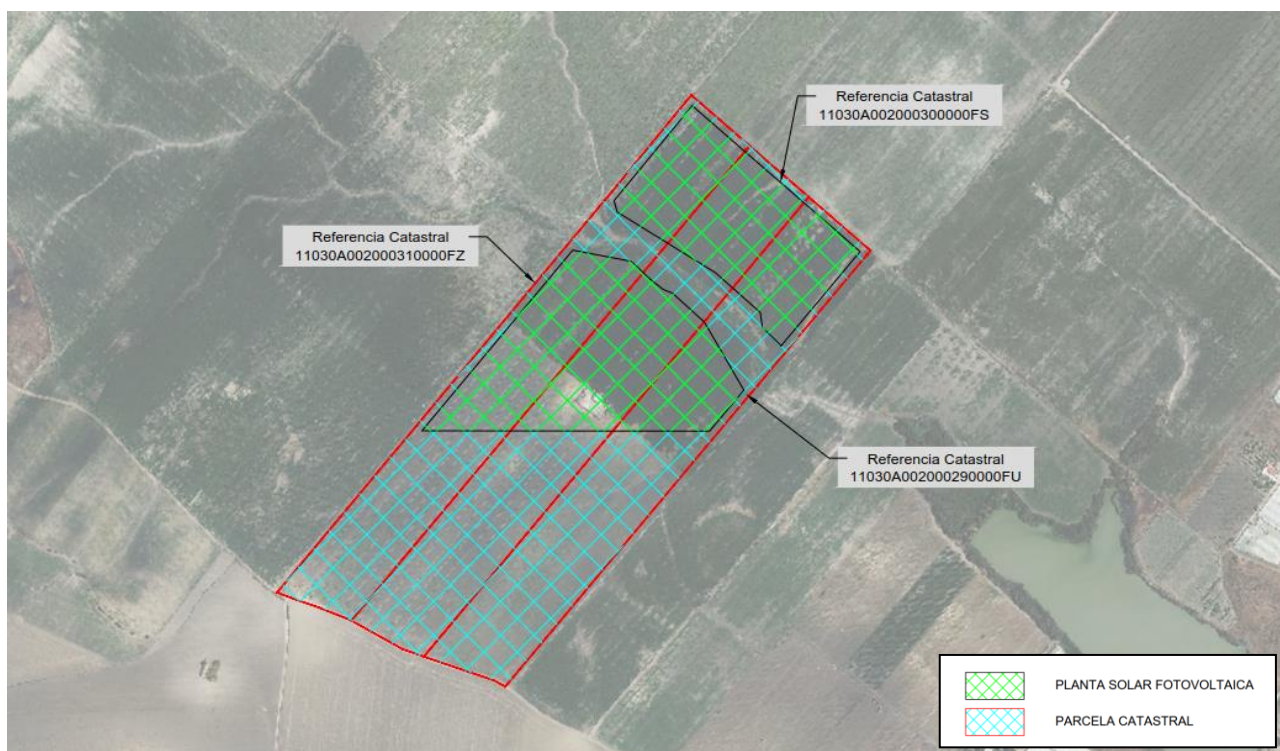 Referencia Catastral
11030A002000300000FS
Referencia Catastral
11030A002000310000FZ
Referencia Catastral
11030A002000290000FU
PLANTA SOLAR FOTOVOLTAICA
PARCELA CATASTRAL